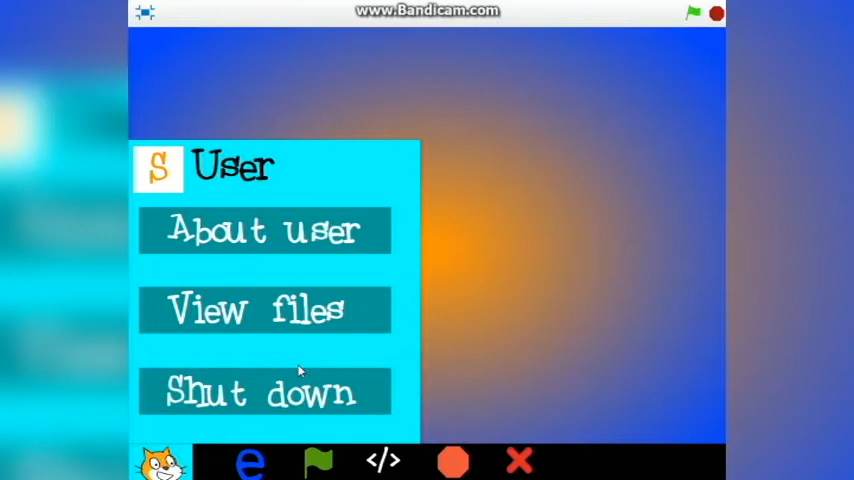 www.Bandicam.com
S User
About user
View files
Shut down
e </>